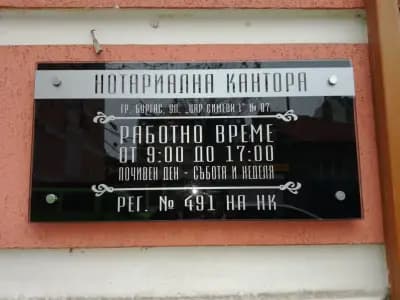 НОТАРИАЛНА КАНТОРА
ГР. БУРГАС, УЛ. „ЦАР СИМЕОН I" № 87
РАБОТНО ВРЕМЕ
ОТ 9:00 ДО 17:00
ПОЧИВЕН ДЕН - СЪБОТА И НЕДЕЛЯ
РЕГ. № 491 НА НК